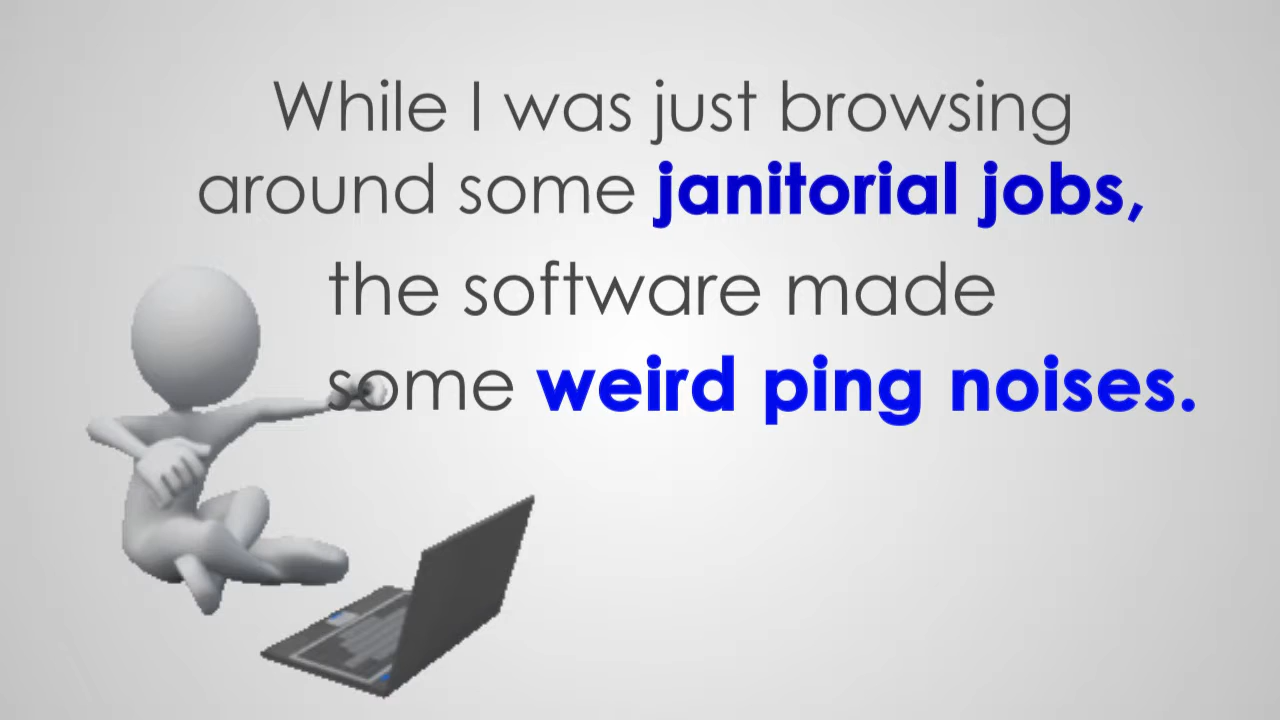 While I was just browsing
around some janitorial jobs,
the software made
some weird ping noises.